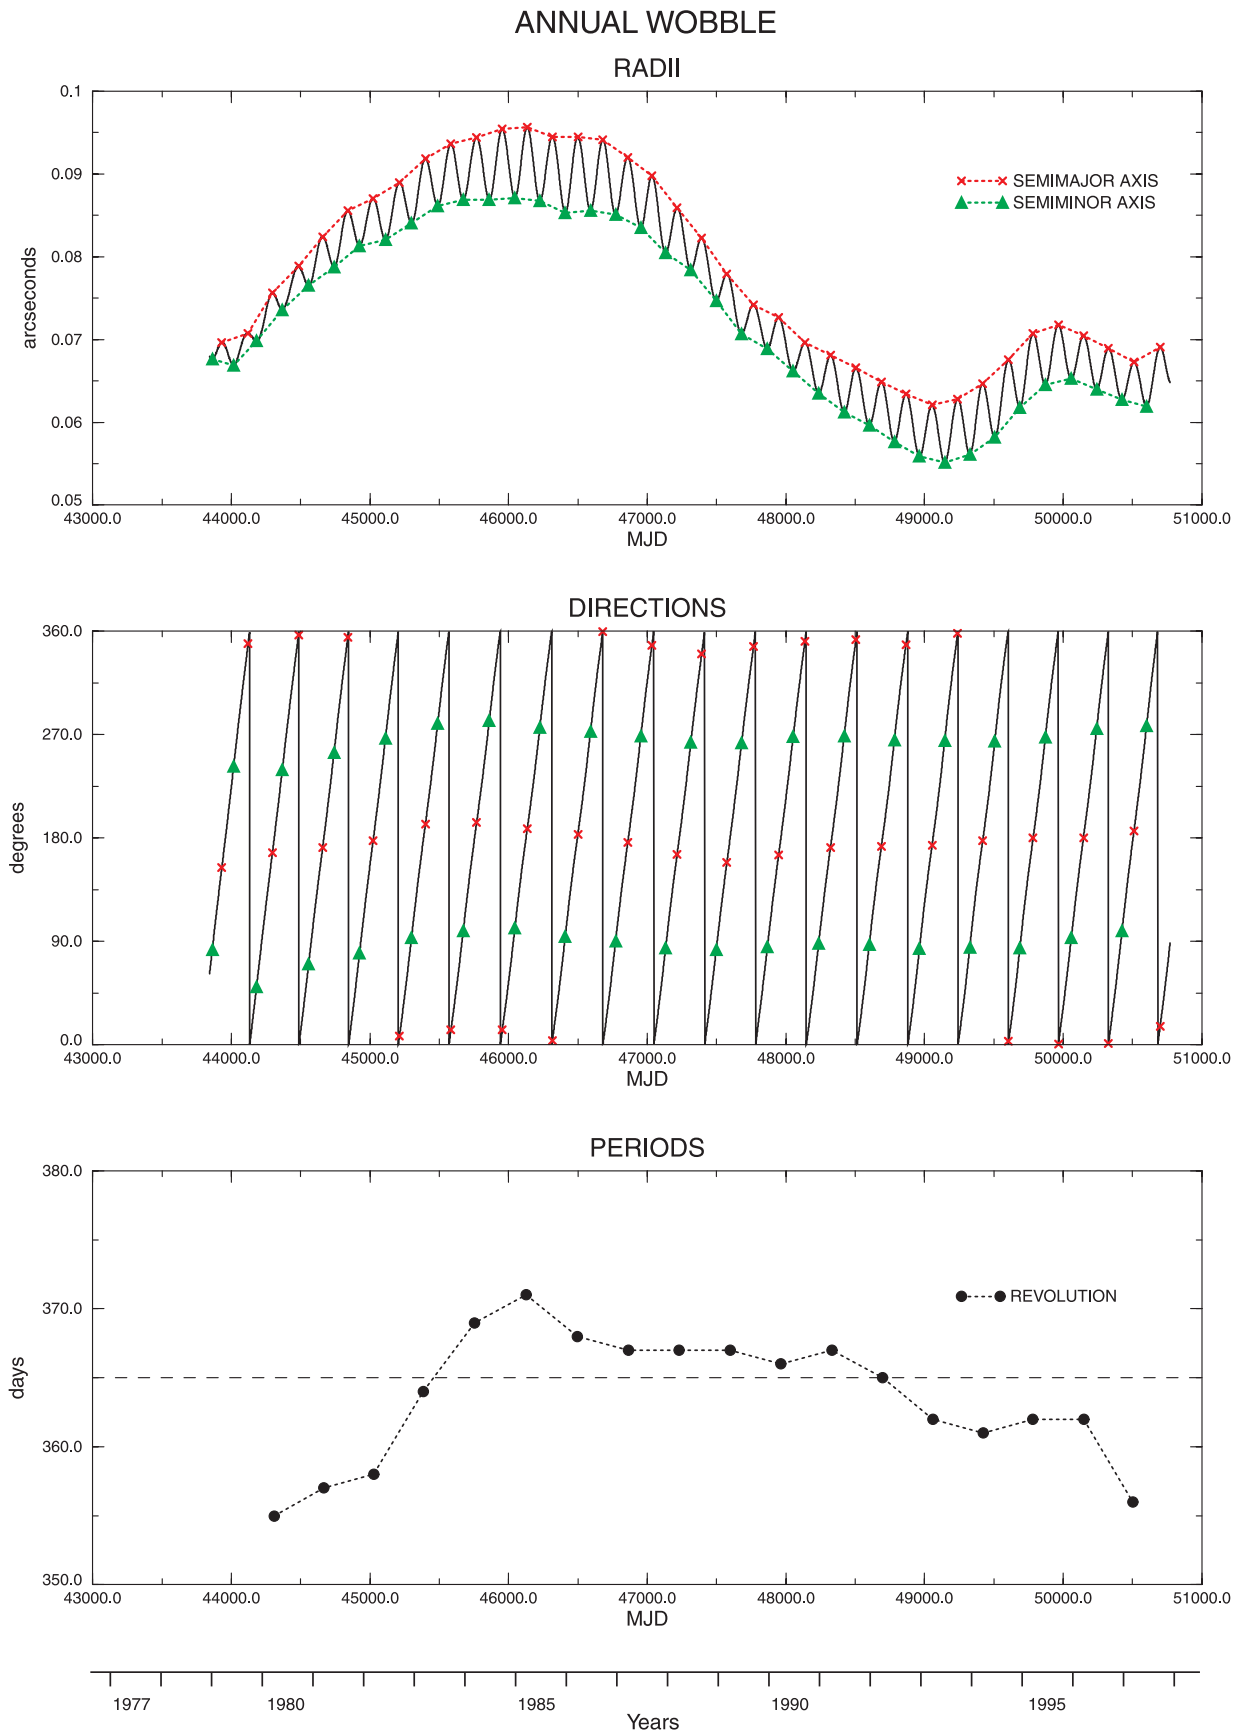 ANNUAL WOBBLE
RADII
0.1
0.09
0.08
0.07
0.06
0.05
arcseconds
SEMIMAJOR AXIS
SEMIMINOR AXIS
43000.0 44000.0 45000.0 46000.0 47000.0 48000.0 49000.0 50000.0 51000.0
MJD
DIRECTIONS
360.0
270.0
180.0
90.0
0.0
degrees
43000.0 44000.0 45000.0 46000.0 47000.0 48000.0 49000.0 50000.0 51000.0
MJD
PERIODS
380.0
370.0
360.0
350.0
days
REVOLUTION
43000.0 44000.0 45000.0 46000.0 47000.0 48000.0 49000.0 50000.0 51000.0
MJD
1977 1980 1985 1990 1995
Years